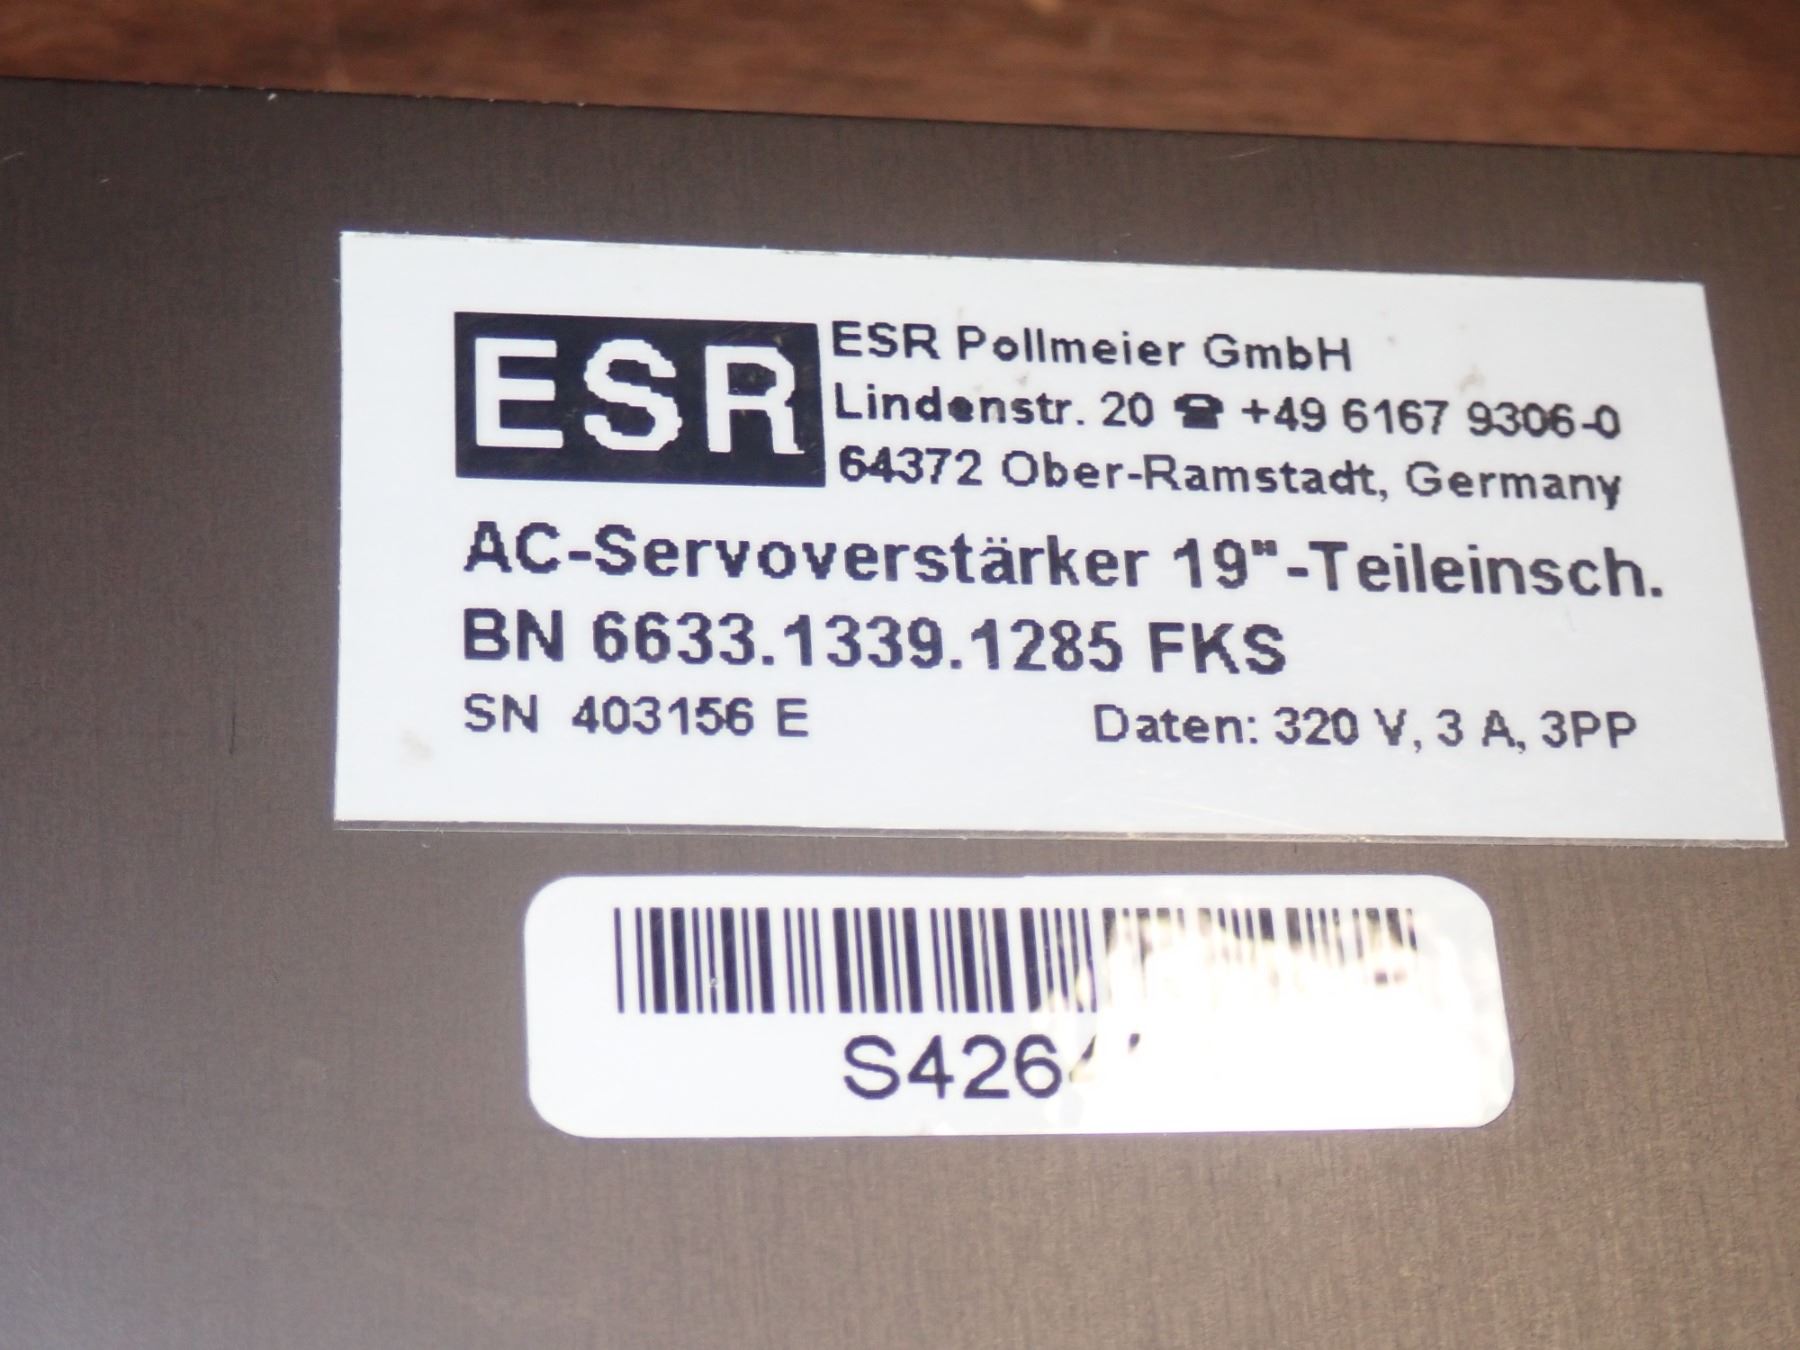 ESR
ESR Pollmeier GmbH
Lindenstr. 20 ☎ +49 6167 9306-0
64372 Ober-Ramstadt, Germany
AC-Servoverstärker 19"-Teileinsch.
BN 6633.1339.1285 FKS
SN 403156 E Daten: 320 V, 3 A, 3PP